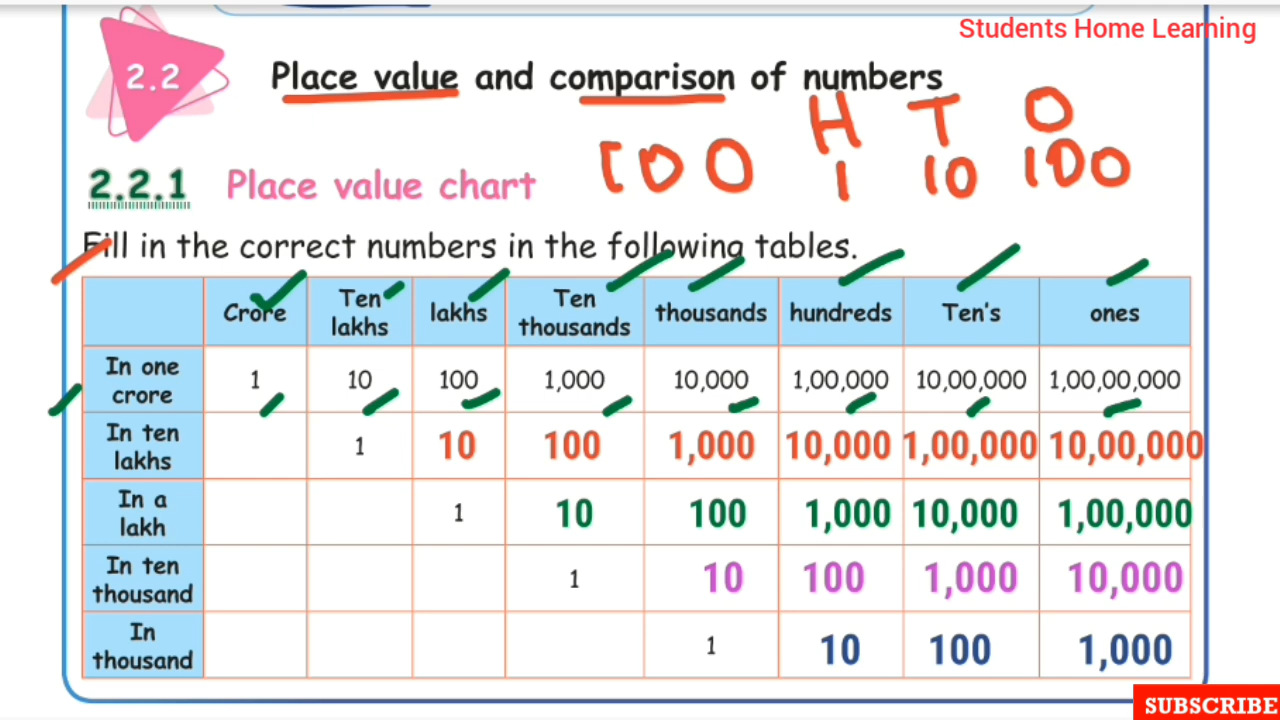 Students Home Learning
2.2 Place value and comparison of numbers
H T O
100 1 10 100
2.2.1 Place value chart
Fill in the correct numbers in the following tables.
Crore Ten lakhs lakhs Ten thousands thousands hundreds Ten's ones
In one crore 1 10 100 1,000 10,000 1,00,000 10,00,000 1,00,00,000
In ten lakhs 1 10 100 1,000 10,000 1,00,000 10,00,000
In a lakh 1 10 100 1,000 10,000 1,00,000
In ten thousand 1 10 100 1,000 10,000
In thousand 1 10 100 1,000
SUBSCRIBE